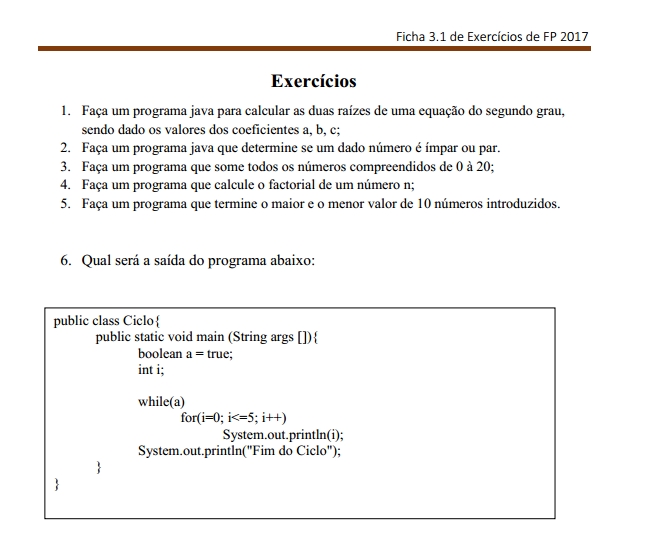 Ficha 3.1 de Exercícios de FP 2017
Exercícios
1. Faça um programa java para calcular as duas raízes de uma equação do segundo grau,
sendo dado os valores dos coeficientes a, b, c;
2. Faça um programa java que determine se um dado número é ímpar ou par.
3. Faça um programa que some todos os números compreendidos de 0 à 20;
4. Faça um programa que calcule o factorial de um número n;
5. Faça um programa que termine o maior e o menor valor de 10 números introduzidos.
6. Qual será a saída do programa abaixo:
public class Ciclo{
public static void main (String args []){
boolean a = true;
int i;
while(a)
for(i=0; i<=5; i++)
System.out.println(i);
System.out.println("Fim do Ciclo");
}
}